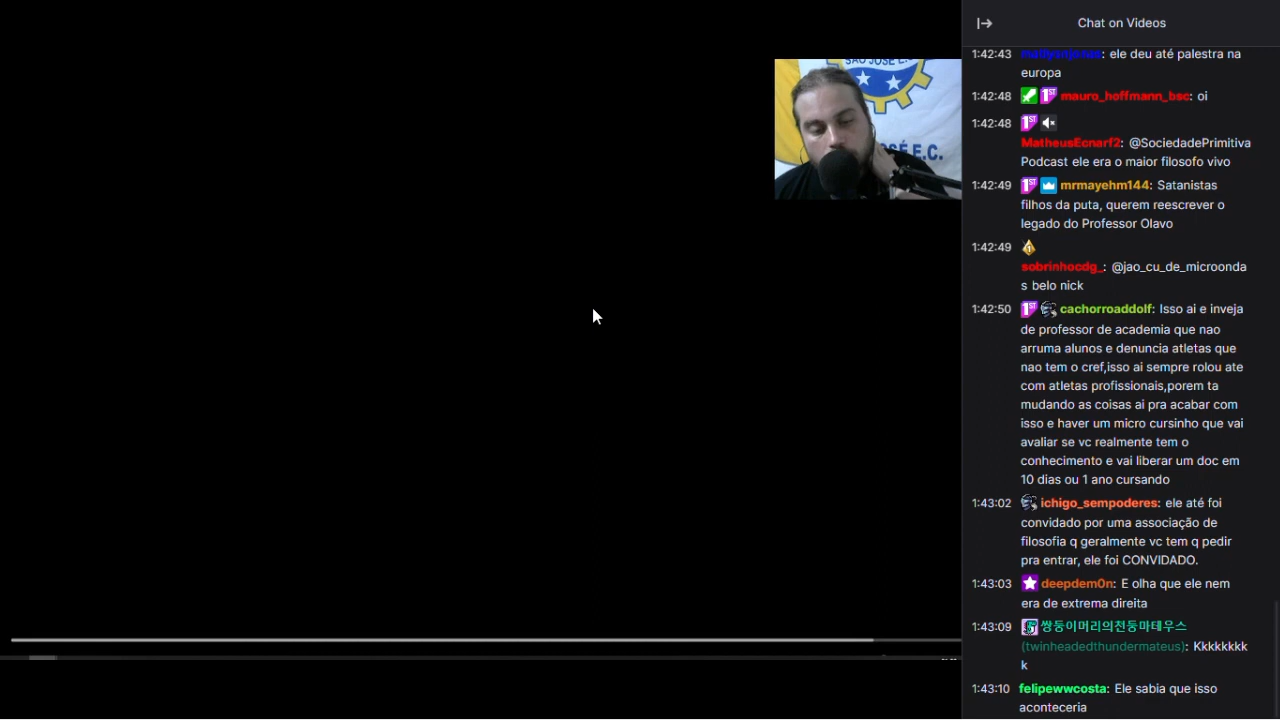 Chat on Videos
SÃO JOSÉ E.C.
SÉ E.C.
1:42:43 : ele deu até palestra na
europa
1:42:48 mauro_hoffmann_bsc: oi
1:42:48
MatheusEcnarf2: @SociedadePrimitiva
Podcast ele era o maior filosofo vivo
1:42:49 mrmayehm144: Satanistas
filhos da puta, querem reescrever o
legado do Professor Olavo
1:42:49
sobrinhocdg_: @jao_cu_de_microonda
s belo nick
1:42:50 cachorroaddolf: Isso ai e inveja
de professor de academia que nao
arruma alunos e denuncia atletas que
nao tem o cref,isso ai sempre rolou ate
com atletas profissionais,porem ta
mudando as coisas ai pra acabar com
isso e haver um micro cursinho que vai
avaliar se vc realmente tem o
conhecimento e vai liberar um doc em
10 dias ou 1 ano cursando
1:43:02 ichigo_sempoderes: ele até foi
convidado por uma associação de
filosofia q geralmente vc tem q pedir
pra entrar, ele foi CONVIDADO.
1:43:03 deepdem0n: E olha que ele nem
era de extrema direita
1:43:09 쌍둥이머리의천둥마테우스
(twinheadedthundermateus): Kkkkkkkk
k
1:43:10 felipewwcosta: Ele sabia que isso
aconteceria